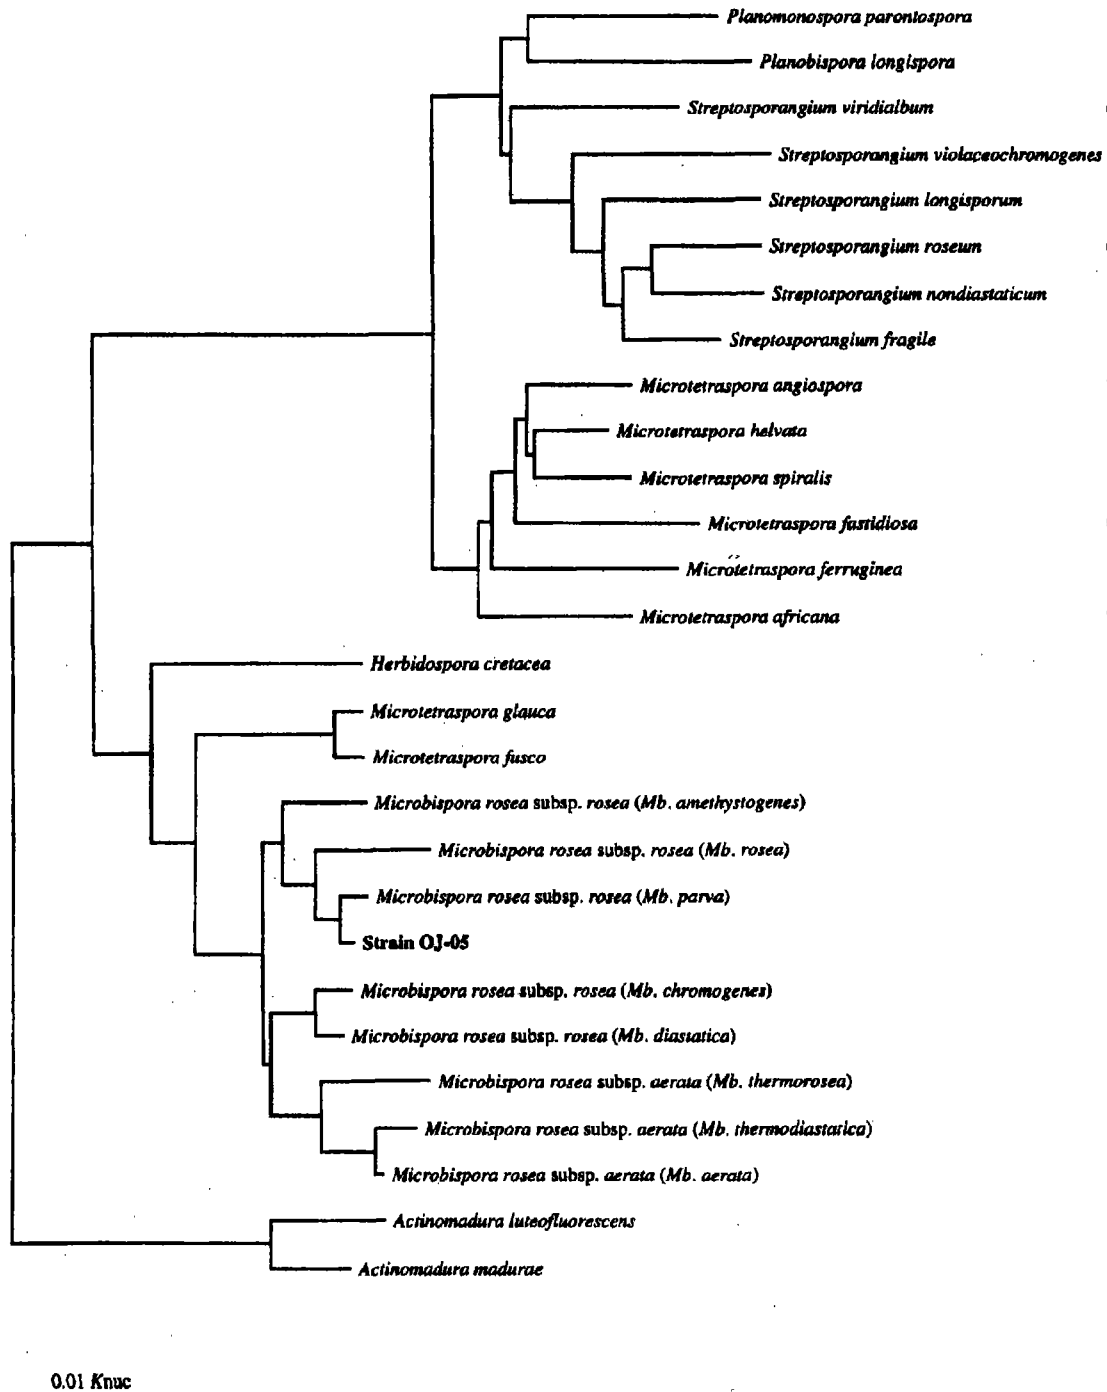 Planomonospora parontospora
Planobispora longispora
Streptosporangium viridialbum
Streptosporangium violaceochromogenes
Streptosporangium longisporum
Streptosporangium roseum
Streptosporangium nondiastaticum
Streptosporangium fragile
Microtetraspora angiospora
Microtetraspora helvata
Microtetraspora spiralis
Microtetraspora fastidiosa
Microtetraspora ferruginea
Microtetraspora africana
Herbidospora cretacea
Microtetraspora glauca
Microtetraspora fusco
Microbispora rosea subsp. rosea (Mb. amethystogenes)
Microbispora rosea subsp. rosea (Mb. rosea)
Microbispora rosea subsp. rosea (Mb. parva)
Strain OJ-05
Microbispora rosea subsp. rosea (Mb. chromogenes)
Microbispora rosea subsp. rosea (Mb. diastatica)
Microbispora rosea subsp. aerata (Mb. thermorosea)
Microbispora rosea subsp. aerata (Mb. thermodiastatica)
Microbispora rosea subsp. aerata (Mb. aerata)
Actinomadura luteofluorescens
Actinomadura madurae
0.01 Knuc